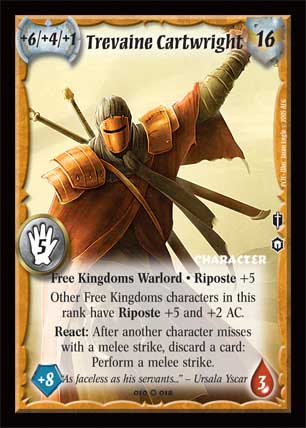 +6/+4/+1 Trevaine Cartwright 16
5
CHARACTER
Free Kingdoms Warlord • Riposte +5
Other Free Kingdoms characters in this
rank have Riposte +5 and +2 AC.
React: After another character misses
with a melee strike, discard a card:
Perform a melee strike.
+8
"As faceless as his servants..." – Ursala Yscar
3